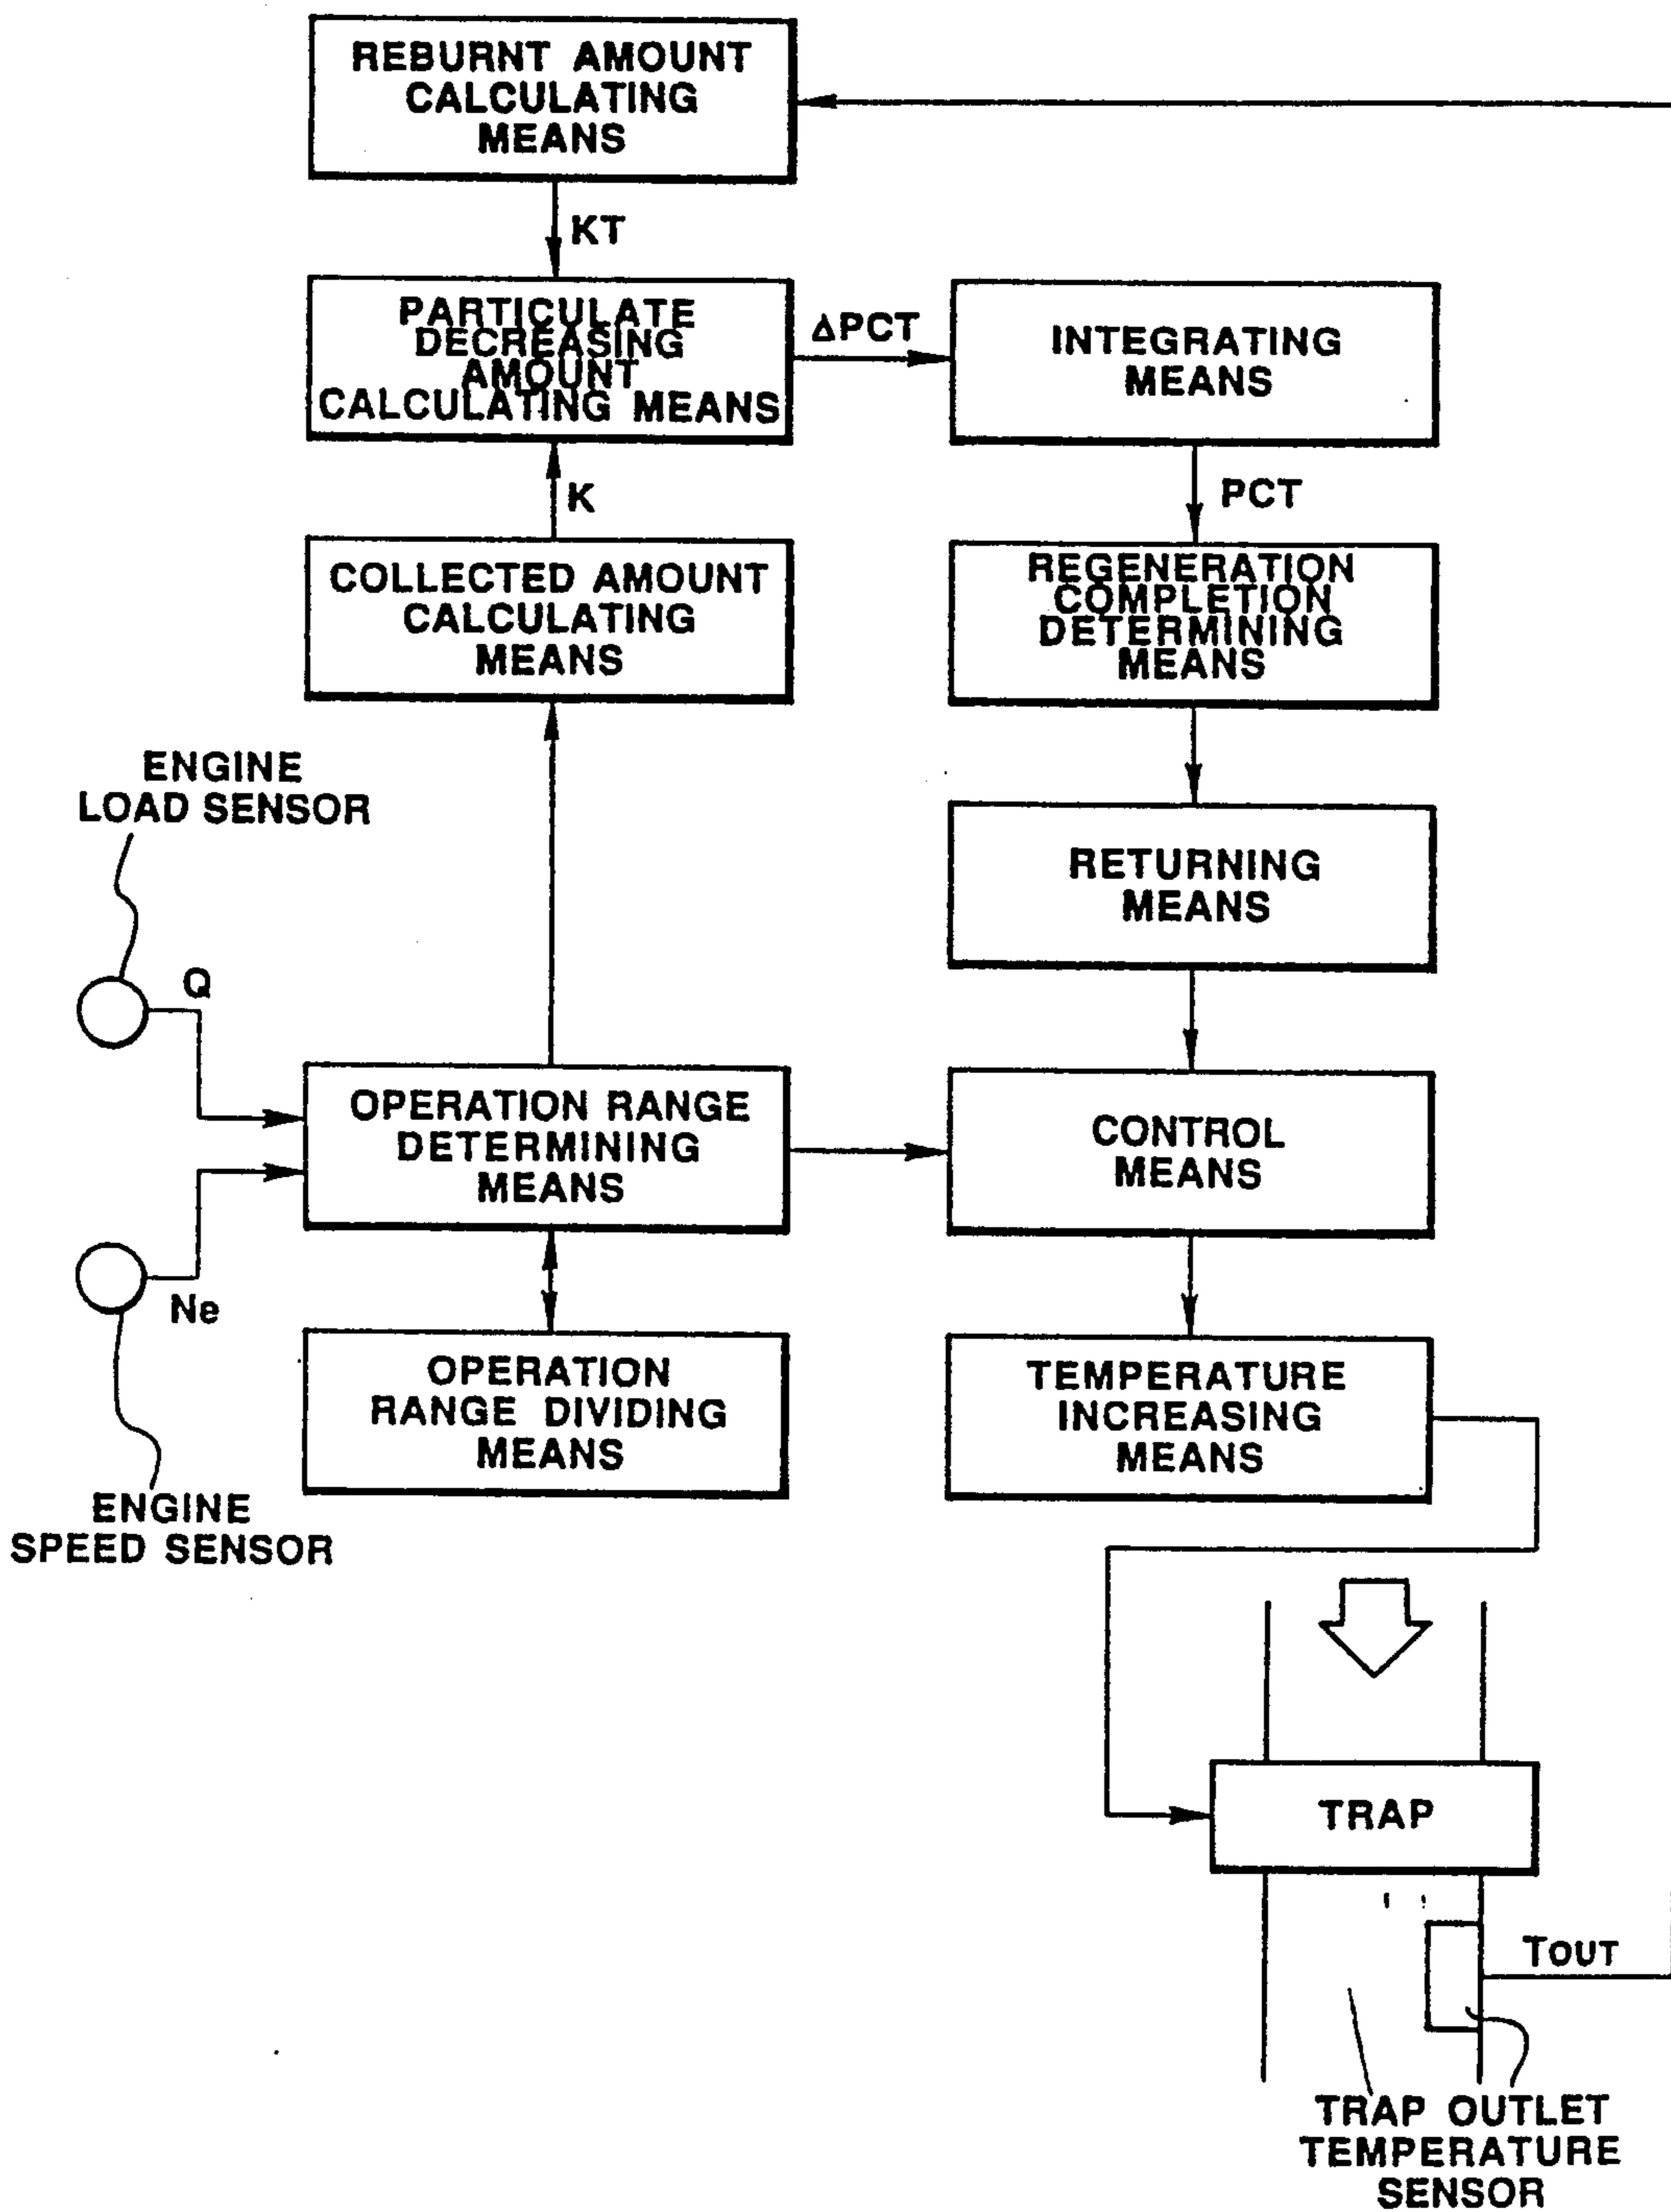 REBURNT AMOUNT
CALCULATING
MEANS
KT
PARTICULATE
DECREASING
AMOUNT
CALCULATING MEANS
ΔPCT
INTEGRATING
MEANS
K
PCT
COLLECTED AMOUNT
CALCULATING
MEANS
REGENERATION
COMPLETION
DETERMINING
MEANS
ENGINE
LOAD SENSOR
RETURNING
MEANS
Q
OPERATION RANGE
DETERMINING
MEANS
CONTROL
MEANS
Ne
OPERATION
RANGE DIVIDING
MEANS
TEMPERATURE
INCREASING
MEANS
ENGINE
SPEED SENSOR
TRAP
TOUT
TRAP OUTLET
TEMPERATURE
SENSOR